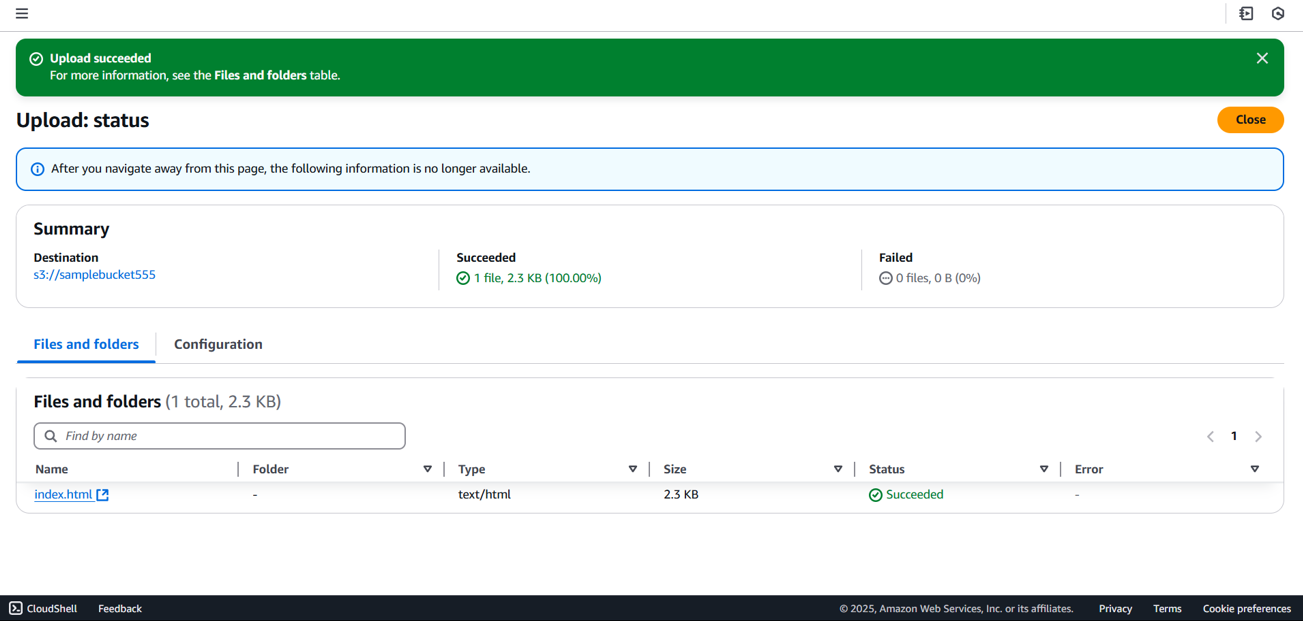 Upload succeeded
For more information, see the Files and folders table.
Upload: status
Close
After you navigate away from this page, the following information is no longer available.
Summary
Destination
s3://samplebucket555
Succeeded
1 file, 2.3 KB (100.00%)
Failed
0 files, 0 B (0%)
Files and folders
Configuration
Files and folders (1 total, 2.3 KB)
Find by name
1
Name Folder Type Size Status Error
index.html - text/html 2.3 KB Succeeded -
CloudShell Feedback © 2025, Amazon Web Services, Inc. or its affiliates. Privacy Terms Cookie preferences